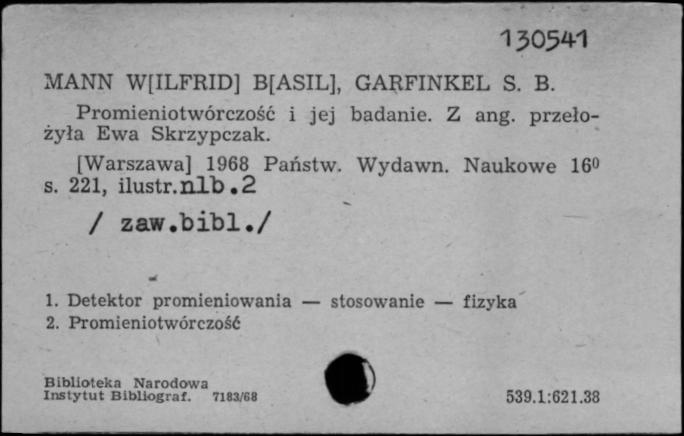 130541
MANN W[ILFRID] B[ASIL], GARFINKEL S. B.
Promieniotwórczość i jej badanie. Z ang. przeło-
żyła Ewa Skrzypczak.
[Warszawa] 1968 Państw. Wydawn. Naukowe 16⁰
s. 221, ilustr.nlb.2
/ zaw.bibl./
1. Detektor promieniowania — stosowanie — fizyka
2. Promieniotwórczość
Biblioteka Narodowa
Instytut Bibliograf. 7183/68
539.1:621.38